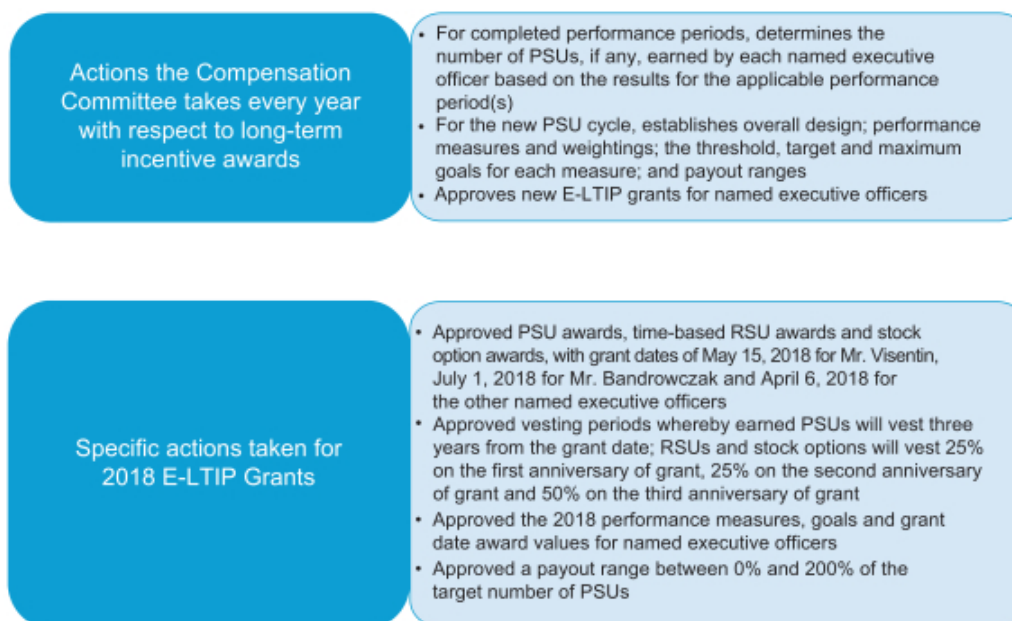 Actions the Compensation
Committee takes every year
with respect to long-term
incentive awards
• For completed performance periods, determines the
number of PSUs, if any, earned by each named executive
officer based on the results for the applicable performance
period(s)
• For the new PSU cycle, establishes overall design; performance
measures and weightings; the threshold, target and maximum
goals for each measure; and payout ranges
• Approves new E-LTIP grants for named executive officers
Specific actions taken for
2018 E-LTIP Grants
• Approved PSU awards, time-based RSU awards and stock
option awards, with grant dates of May 15, 2018 for Mr. Visentin,
July 1, 2018 for Mr. Bandrowczak and April 6, 2018 for
the other named executive officers
• Approved vesting periods whereby earned PSUs will vest three
years from the grant date; RSUs and stock options will vest 25%
on the first anniversary of grant, 25% on the second anniversary
of grant and 50% on the third anniversary of grant
• Approved the 2018 performance measures, goals and grant
date award values for named executive officers
• Approved a payout range between 0% and 200% of the
target number of PSUs